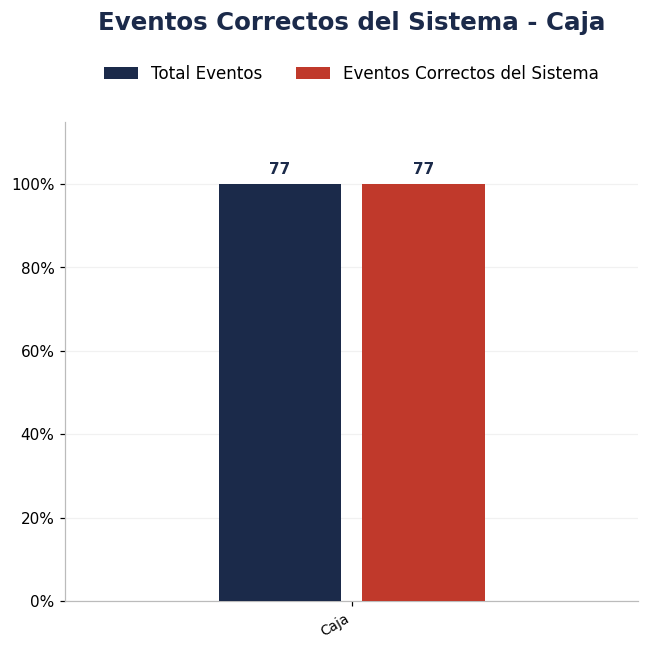 Eventos Correctos del Sistema - Caja
Total Eventos
Eventos Correctos del Sistema
77
77
100%
80%
60%
40%
20%
0%
Caja